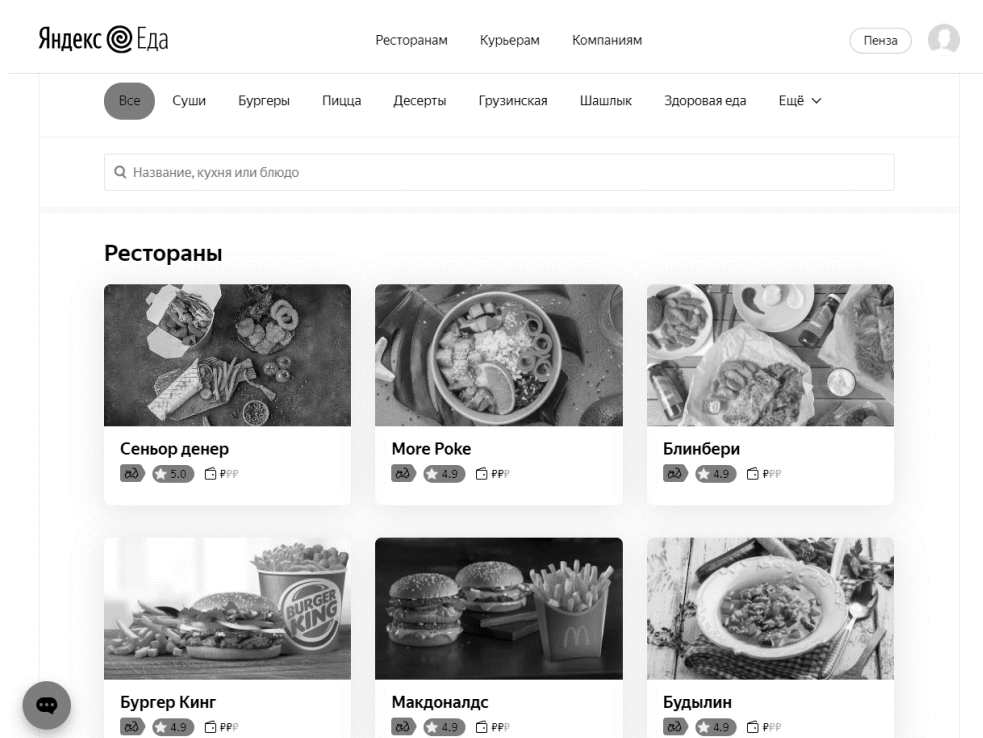 Яндекс Еда Ресторанам Курьерам Компаниям Пенза
Все Суши Бургеры Пицца Десерты Грузинская Шашлык Здоровая еда Ещё
Название, кухня или блюдо
Рестораны
Сеньор денер More Poke Блинбери
5.0 ₽₽₽ 4.9 ₽₽₽ 4.9 ₽₽₽
BURGER KING
Бургер Кинг Макдоналдс Будылин
4.9 ₽₽₽ 4.9 ₽₽₽ 4.9 ₽₽₽